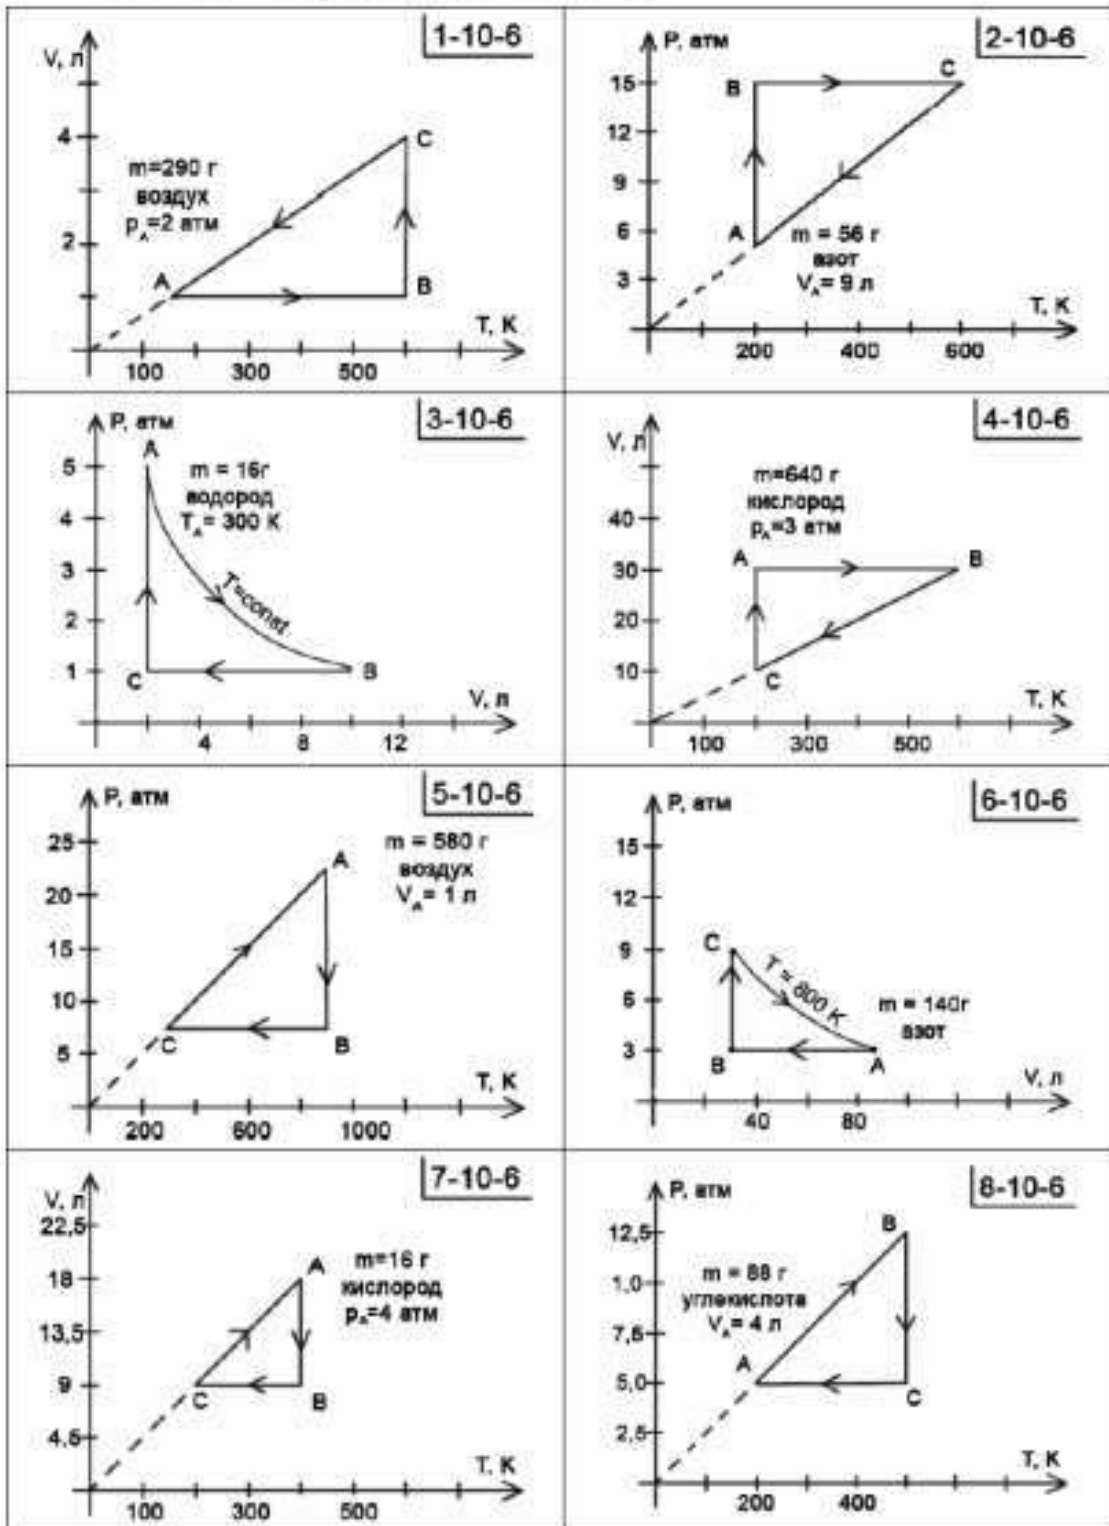 1-10-6
V, л
4
2
m=290 г
воздух
pA=2 атм
A
B
C
T, K
100 300 500
2-10-6
P, атм
15
12
9
6
3
B
C
A
m = 56 г
азот
VA= 9 л
T, K
200 400 600
3-10-6
P, атм
5
4
3
2
1
A
m = 16г
водород
TA= 300 K
T=const
C
B
V, л
4 8 12
4-10-6
V, л
40
30
20
10
m=640 г
кислород
pA=3 атм
A
B
C
T, K
100 300 500
5-10-6
P, атм
25
20
15
10
5
m = 580 г
воздух
VA= 1 л
A
C
B
T, K
200 600 1000
6-10-6
P, атм
15
12
9
6
3
C
T = 600 K
m = 140г
азот
B
A
V, л
40 80
7-10-6
V, л
22,5
18
13,5
9
4,5
A
m=16 г
кислород
pA=4 атм
C
B
T, K
100 300 500
8-10-6
P, атм
12,5
1,0
7,5
5,0
2,5
B
m = 88 г
углекислота
VA= 4 л
A
C
T, K
200 400